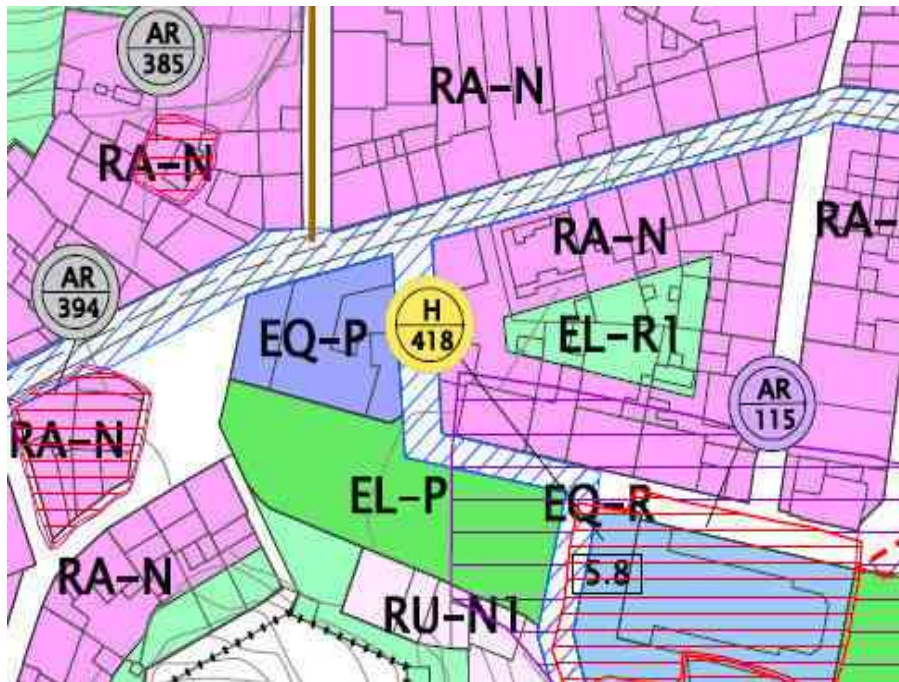 AR
385
RA-N
RA-N
RA-N
RA-
AR
394
H
418
EQ-P
EL-R1
AR
115
RA-N
EL-P
EQ-R
RA-N
5.8
RU-N1